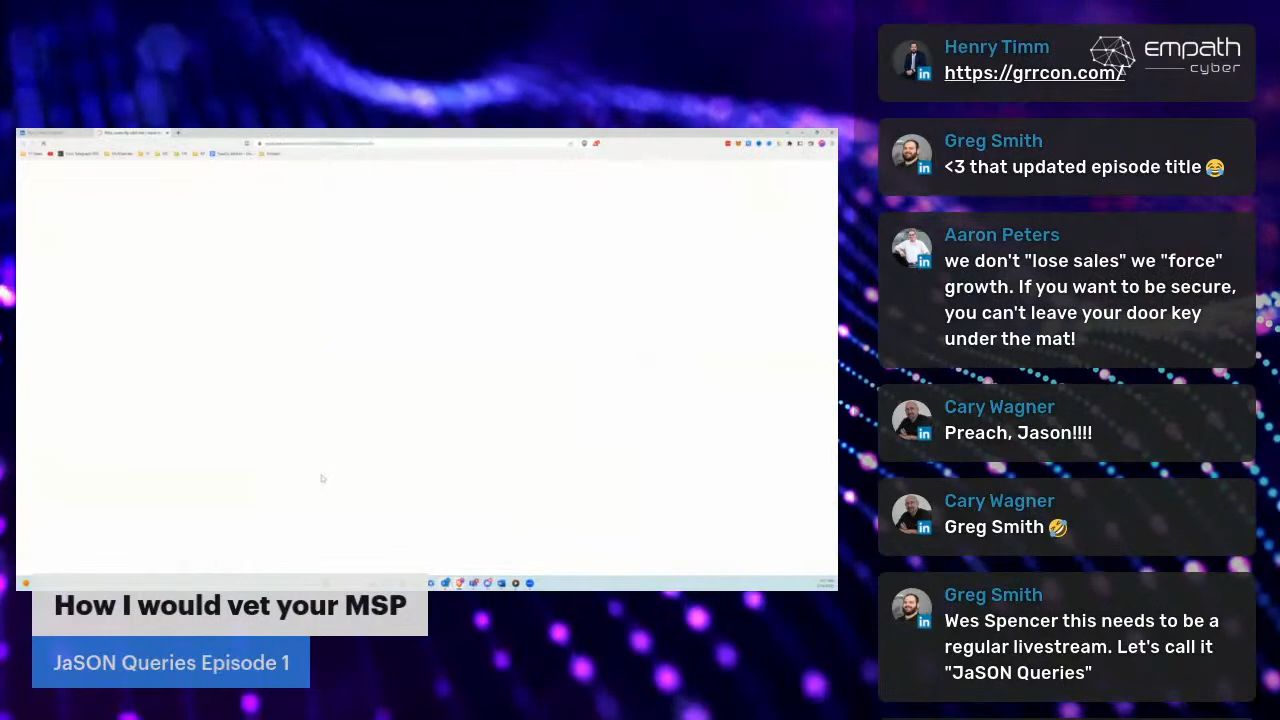 Henry Timm
https://grrcon.com/
empath
cyber
Greg Smith
<3 that updated episode title 😂
Aaron Peters
we don't "lose sales" we "force"
growth. If you want to be secure,
you can't leave your door key
under the mat!
Cary Wagner
Preach, Jason!!!!
Cary Wagner
Greg Smith 🤣
Greg Smith
Wes Spencer this needs to be a
regular livestream. Let's call it
"JaSON Queries"
How I would vet your MSP
JaSON Queries Episode 1